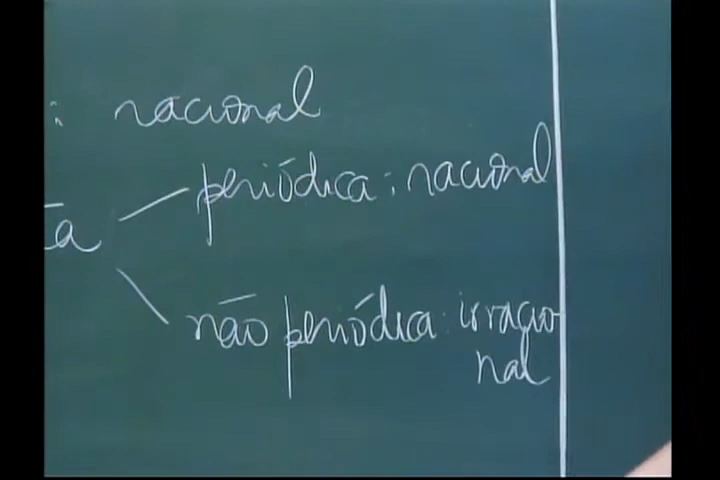 : racional
periódica : racional
ta
não periódica : irracio
nal